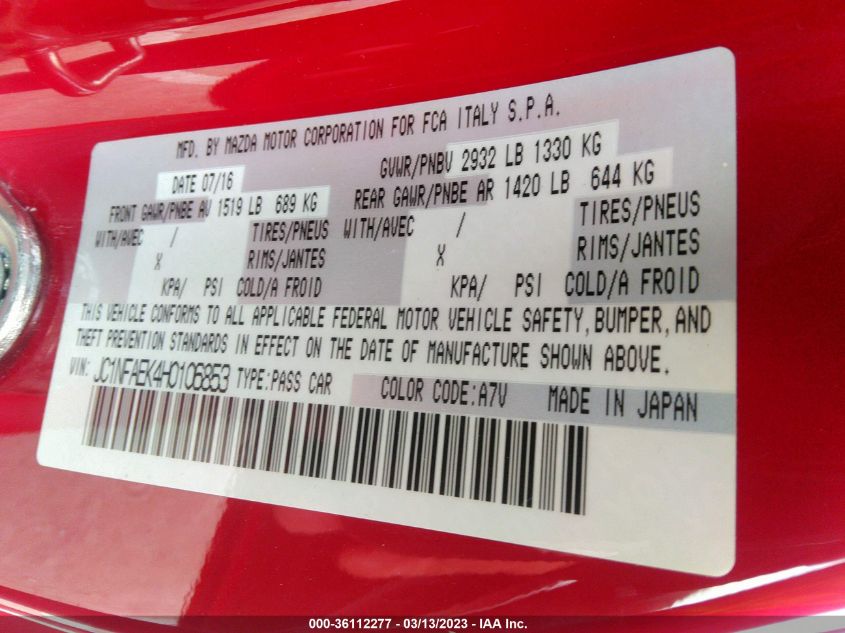 MFD. BY MAZDA MOTOR CORPORATION FOR FCA ITALY S.P.A.
DATE 07/16 GVWR/PNBV 2932 LB 1330 KG
FRONT GAWR/PNBE AV 1519 LB 689 KG REAR GAWR/PNBE AR 1420 LB 644 KG
WITH/AVEC / TIRES/PNEUS WITH/AVEC / TIRES/PNEUS
X RIMS/JANTES X RIMS/JANTES
KPA/ PSI COLD/A FROID KPA/ PSI COLD/A FROID
THIS VEHICLE CONFORMS TO ALL APPLICABLE FEDERAL MOTOR VEHICLE SAFETY, BUMPER, AND
THEFT PREVENTION STANDARDS IN EFFECT ON THE DATE OF MANUFACTURE SHOWN ABOVE.
VIN: JC1NFAEK4H0106853 TYPE:PASS CAR COLOR CODE:A7V MADE IN JAPAN
000-36112277 - 03/13/2023 - IAA Inc.